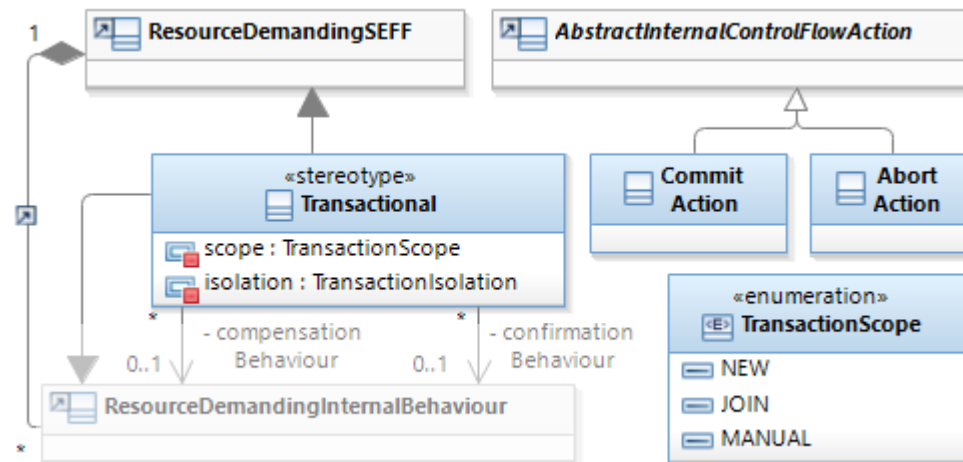 1
ResourceDemandingSEFF
AbstractInternalControlFlowAction
«stereotype»
Transactional
scope : TransactionScope
isolation : TransactionIsolation
Commit
Action
Abort
Action
*
- compensation
Behaviour
0..1
*
- confirmation
Behaviour
0..1
«enumeration»
<E> TransactionScope
NEW
JOIN
MANUAL
ResourceDemandingInternalBehaviour
*